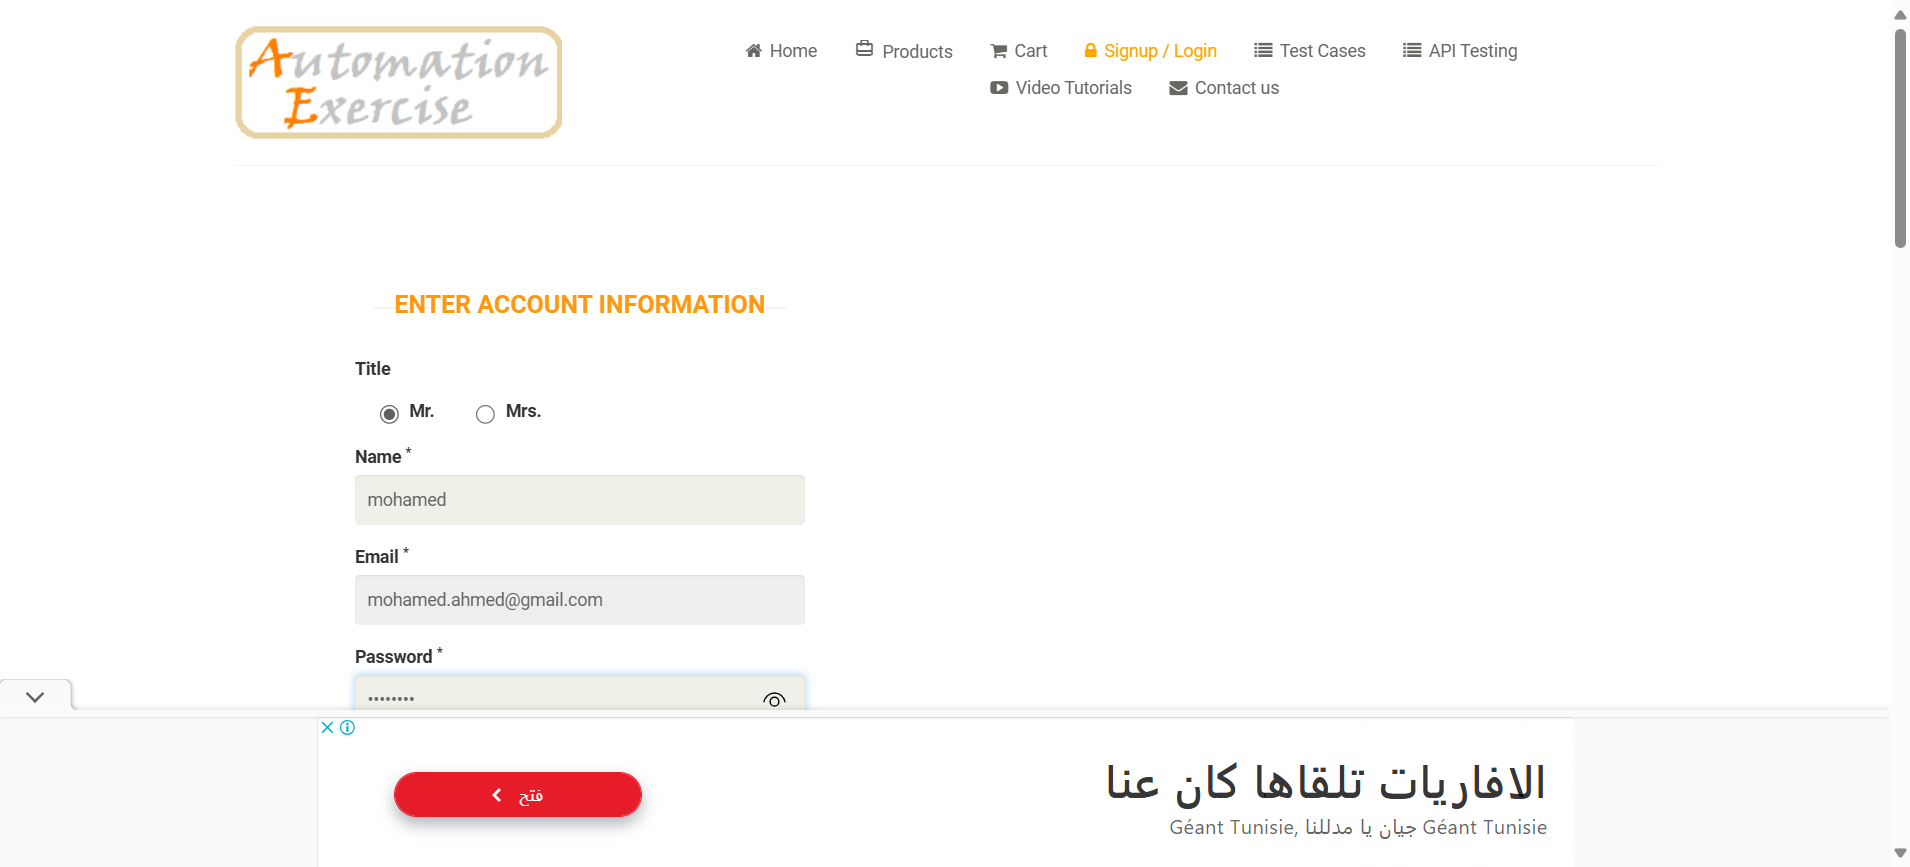 Automation
Exercise
Home
Products
Cart
Signup / Login
Test Cases
API Testing
Video Tutorials
Contact us
ENTER ACCOUNT INFORMATION
Title
Mr.
Mrs.
Name *
mohamed
Email *
mohamed.ahmed@gmail.com
Password *
••••••••
الافاريات تلقاها كان عنا
Géant Tunisie, جيان يا مدللنا Géant Tunisie
فتح